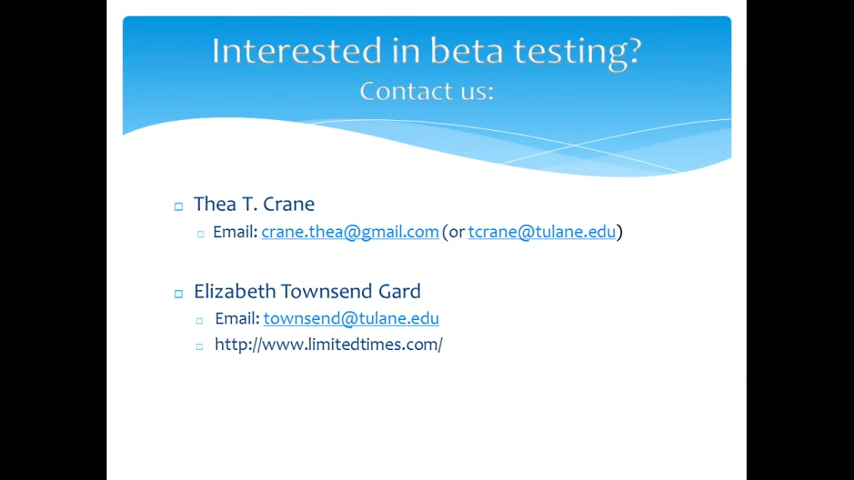 Interested in beta testing?
Contact us:
Thea T. Crane
Email: crane.thea@gmail.com (or tcrane@tulane.edu)
Elizabeth Townsend Gard
Email: townsend@tulane.edu
http://www.limitedtimes.com/